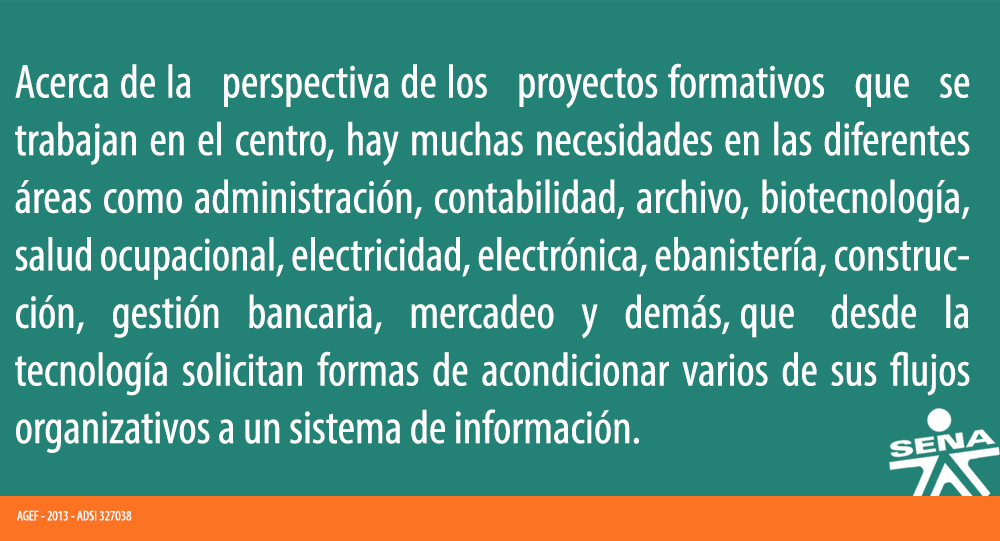 Acerca de la perspectiva de los proyectos formativos que se
trabajan en el centro, hay muchas necesidades en las diferentes
áreas como administración, contabilidad, archivo, biotecnología,
salud ocupacional, electricidad, electrónica, ebanistería, construc-
ción, gestión bancaria, mercadeo y demás, que desde la
tecnología solicitan formas de acondicionar varios de sus flujos
organizativos a un sistema de información.
SENA
AGEF - 2013 - ADSI 327038